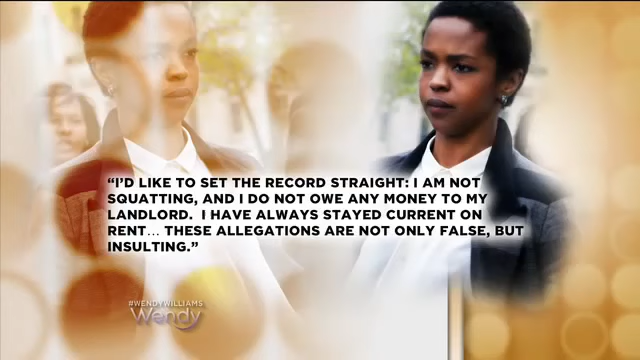 “I’D LIKE TO SET THE RECORD STRAIGHT: I AM NOT
SQUATTING, AND I DO NOT OWE ANY MONEY TO MY
LANDLORD.  I HAVE ALWAYS STAYED CURRENT ON
RENT… THESE ALLEGATIONS ARE NOT ONLY FALSE, BUT
INSULTING.”
#WENDYWILLIAMS
Wendy